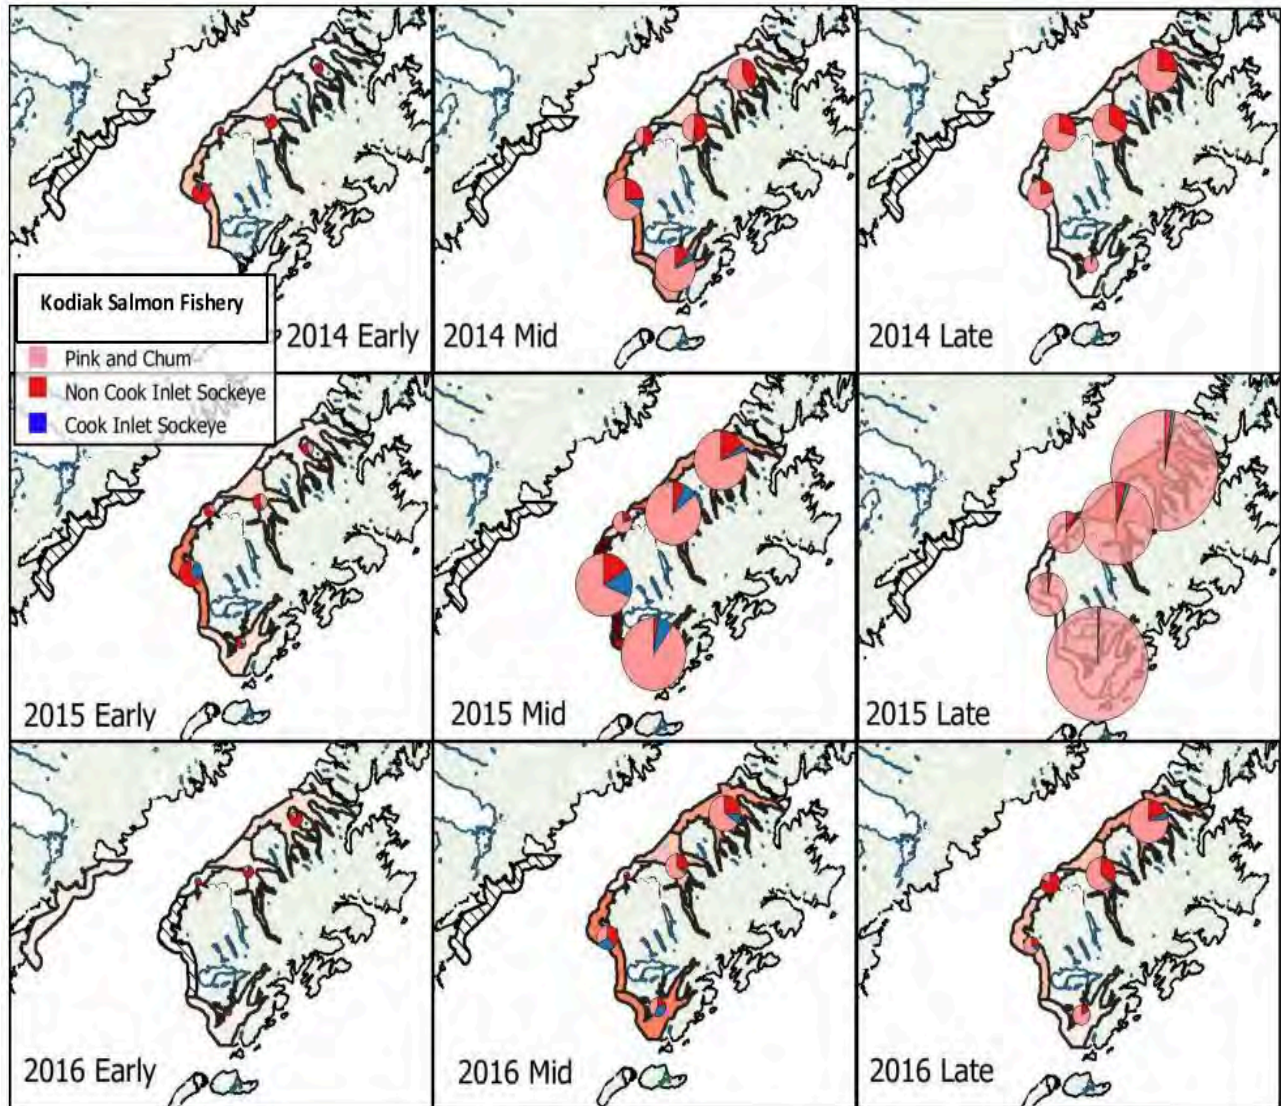 2014 Early
2014 Mid
2014 Late
Kodiak Salmon Fishery
Pink and Chum
Non Cook Inlet Sockeye
Cook Inlet Sockeye
2015 Early
2015 Mid
2015 Late
2016 Early
2016 Mid
2016 Late